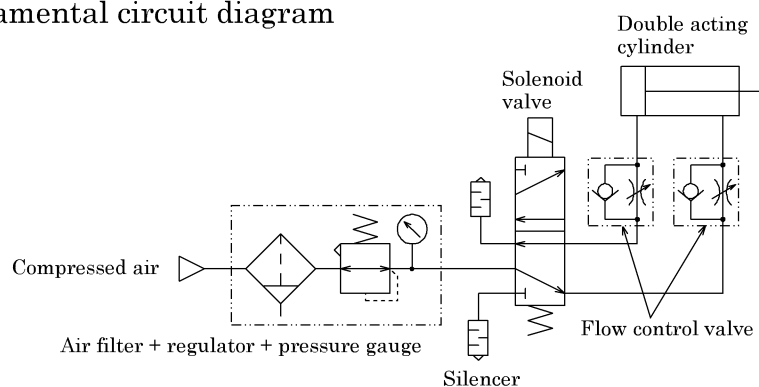 amental circuit diagram
Double acting
cylinder
Solenoid
valve
Compressed air
Flow control valve
Air filter + regulator + pressure gauge
Silencer